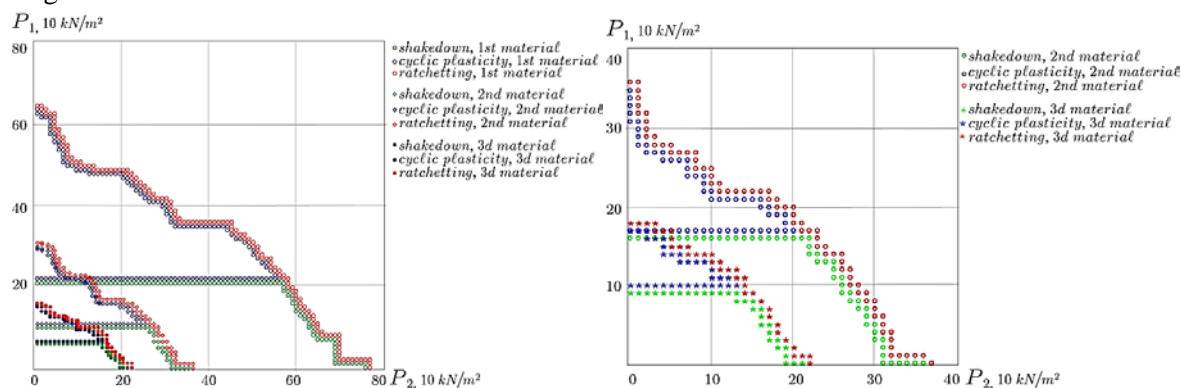 P₁, 10 kN/m²
80
60
40
20
0
20
40
60
80
P₂, 10 kN/m²
shakedown, 1st material
cyclic plasticity, 1st material
ratchetting, 1st material
shakedown, 2nd material
cyclic plasticity, 2nd material
ratchetting, 2nd material
shakedown, 3d material
cyclic plasticity, 3d material
ratchetting, 3d material
P₁, 10 kN/m²
40
30
20
10
0
10
20
30
40
P₂, 10 kN/m²
shakedown, 2nd material
cyclic plasticity, 2nd material
ratchetting, 2nd material
shakedown, 3d material
cyclic plasticity, 3d material
ratchetting, 3d material